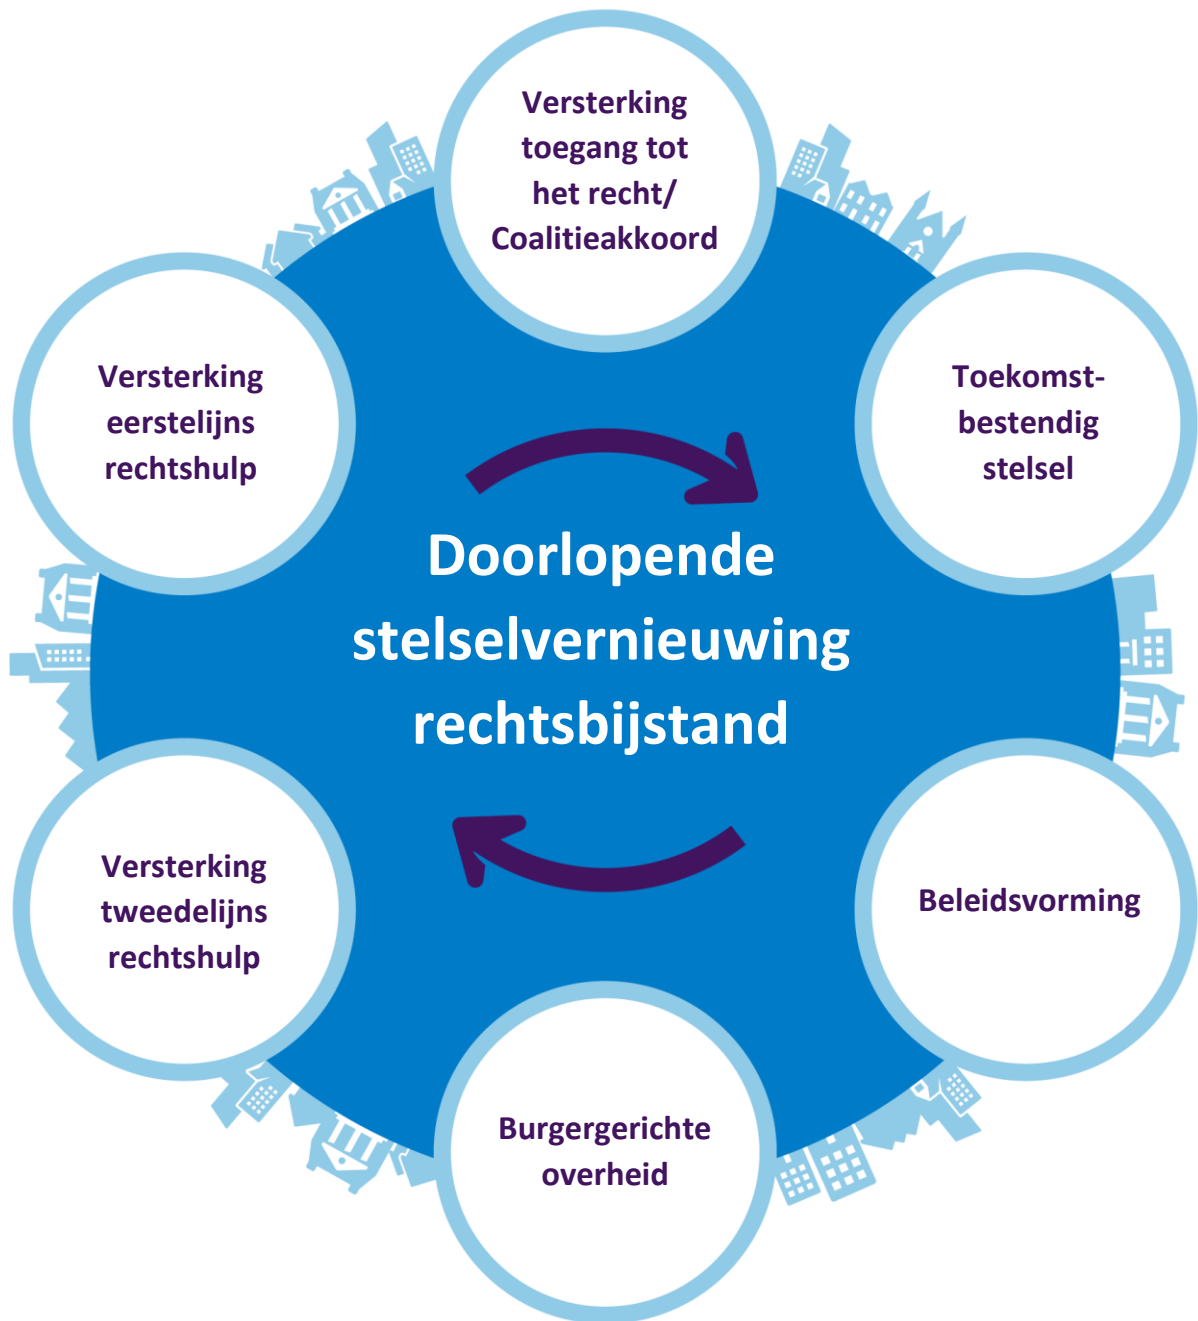 Versterking
toegang tot
het recht/
Coalitieakkoord
Versterking
eerstelijns
rechtshulp
Toekomst-
bestendig
stelsel
Doorlopende
stelselvernieuwing
rechtsbijstand
Versterking
tweedelijns
rechtshulp
Beleidsvorming
Burgergerichte
overheid